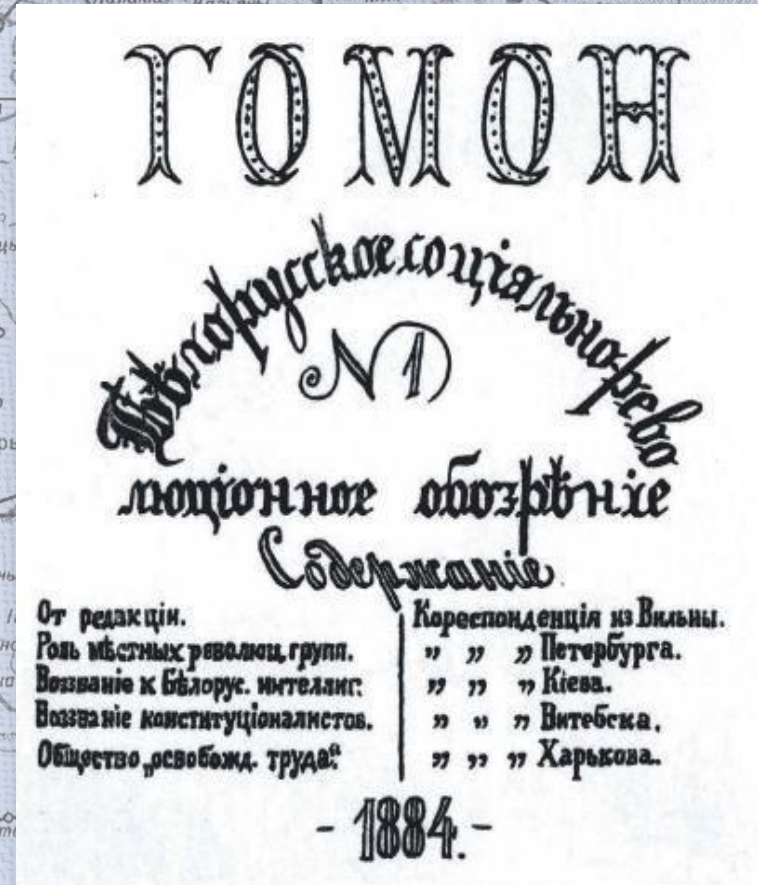 ГОМОН
Бѣлорусское соціяльно-рево
N 1
люціонное обозрѣніе
Содержаніе
От редакціи.
Роль мѣстных революц. групп.
Воззваніе к бѣлорус. интеллиг.
Воззваніе конституціоналистов.
Общество „освобожд. труда".
Кореспонденція из Вильны.
„ „ „ Петербурга.
„ „ „ Кіева.
„ „ „ Витебска.
„ „ „ Харькова.
- 1884. -